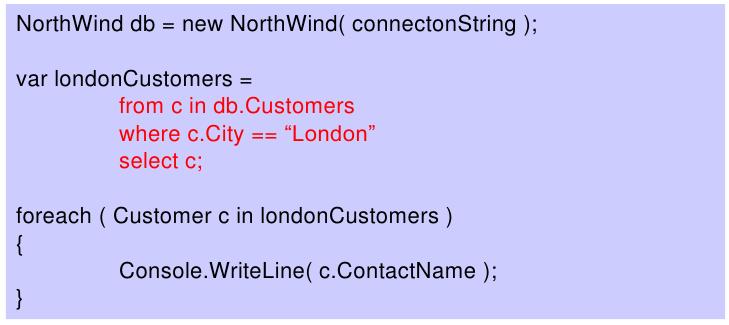 NorthWind db = new NorthWind( connectonString );
var londonCustomers =
from c in db.Customers
where c.City == “London”
select c;
foreach ( Customer c in londonCustomers )
{
Console.WriteLine( c.ContactName );
}